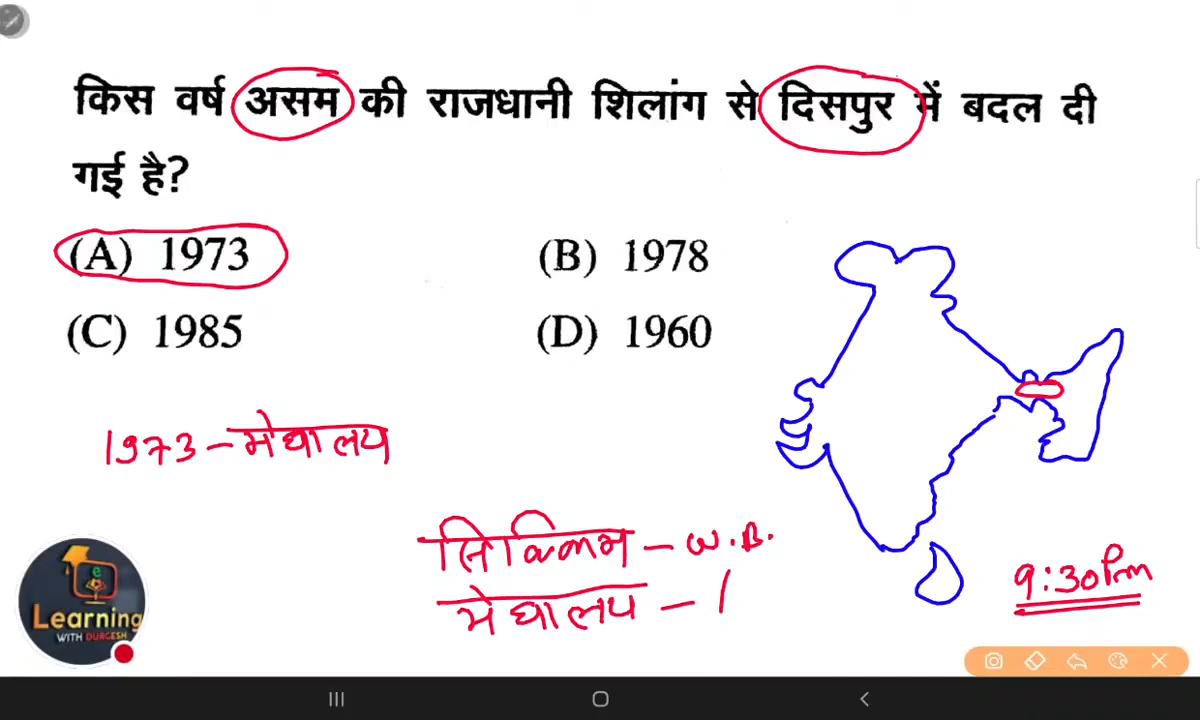 किस वर्ष असम की राजधानी शिलांग से दिसपुर में बदल दी
गई है?
(A) 1973 (B) 1978
(C) 1985 (D) 1960
1973 - मेघालय
सिक्किम - W.B.
मेघालय - 1
9:30 Pm
e
Learning
WITH DURGESH